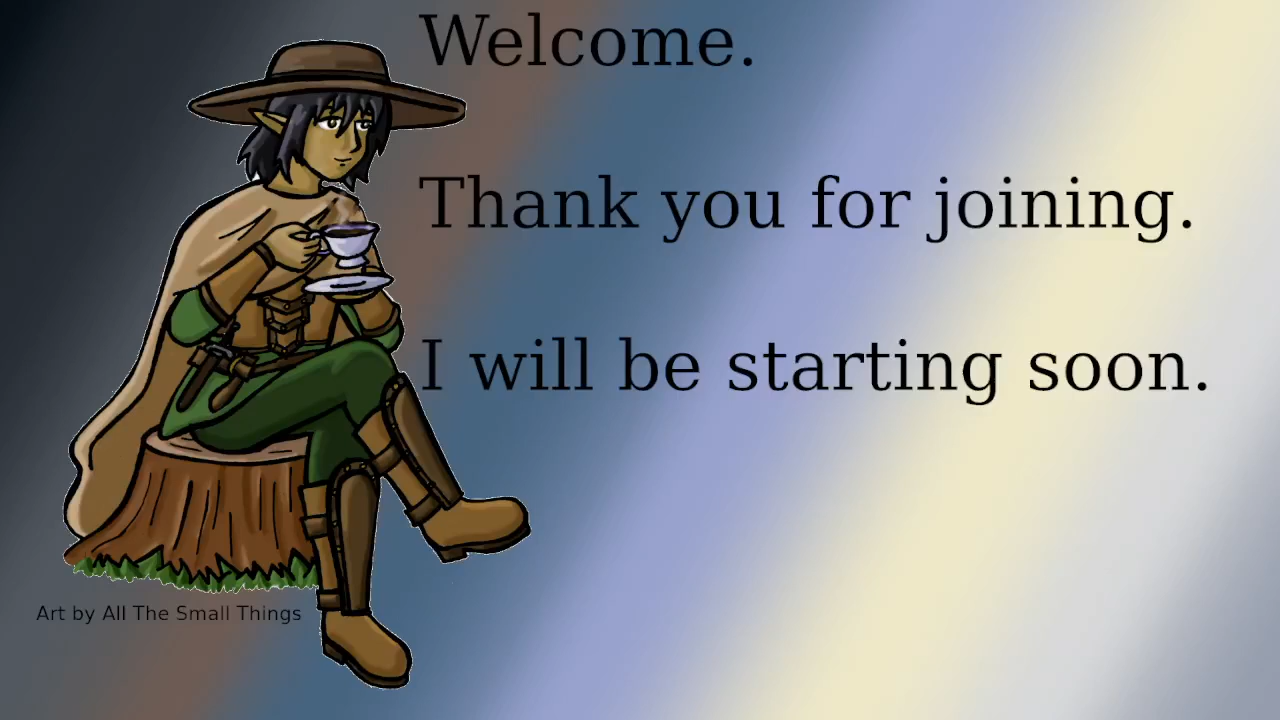 Welcome.
Thank you for joining.
I will be starting soon.
Art by All The Small Things